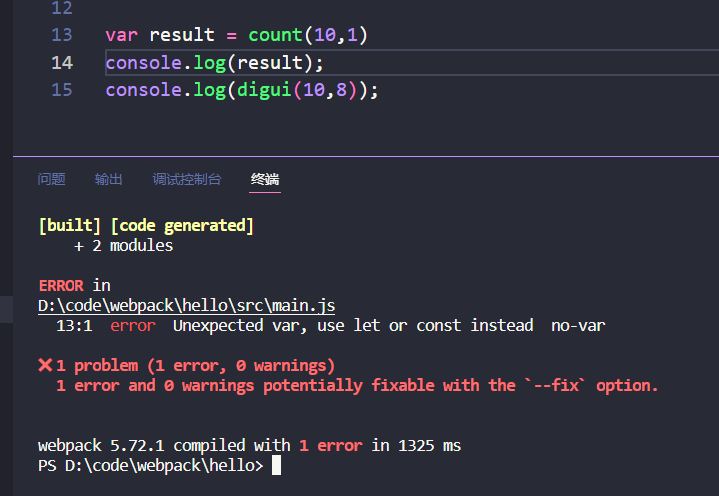 12
13 var result = count(10,1)
14 console.log(result);
15 console.log(digui(10,8));
问题 输出 调试控制台 终端
[built] [code generated]
+ 2 modules
ERROR in
D:\code\webpack\hello\src\main.js
13:1 error Unexpected var, use let or const instead no-var
❌ 1 problem (1 error, 0 warnings)
1 error and 0 warnings potentially fixable with the `--fix` option.
webpack 5.72.1 compiled with 1 error in 1325 ms
PS D:\code\webpack\hello>